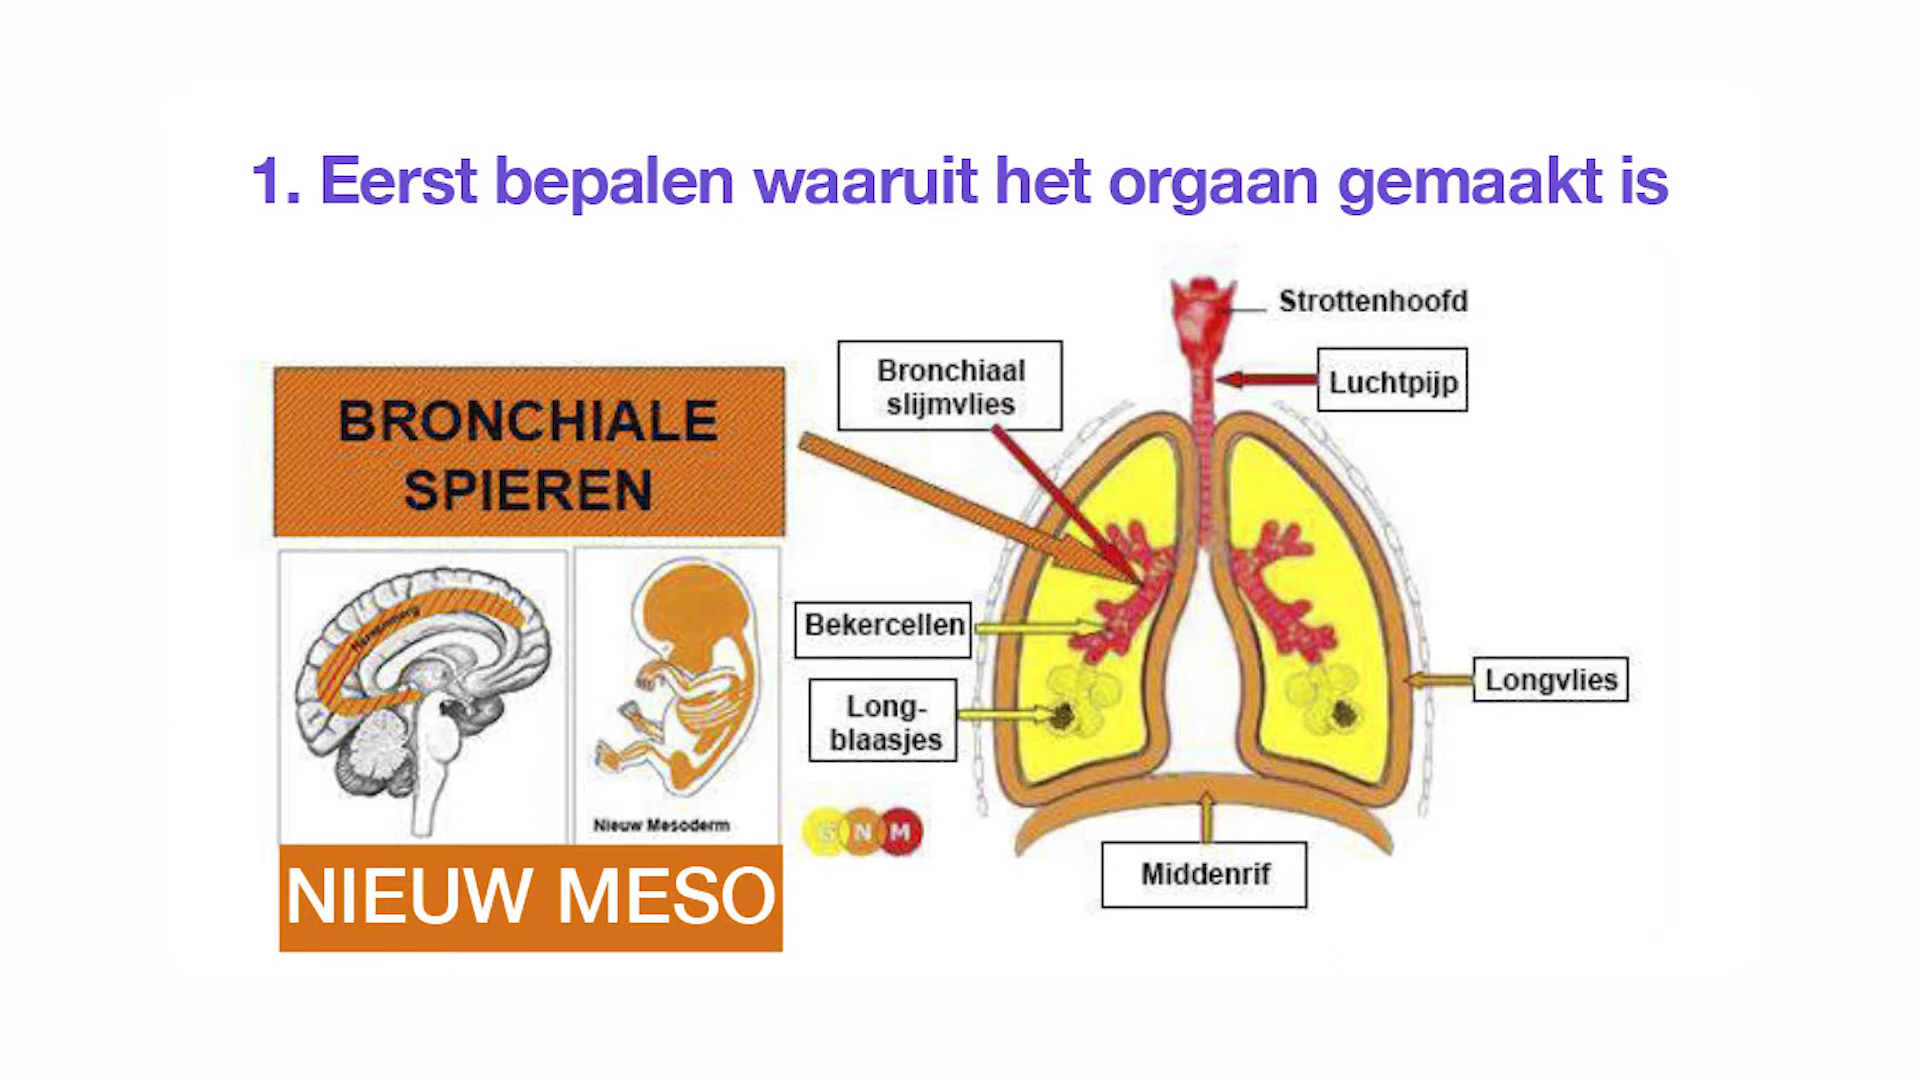 1. Eerst bepalen waaruit het orgaan gemaakt is
Strottenhoofd
Bronchiaal
slijmvlies
Luchtpijp
BRONCHIALE
SPIEREN
Bekercellen
Longvlies
Long-
blaasjes
Nieuw Mesoderm
G N M
Middenrif
NIEUW MESO